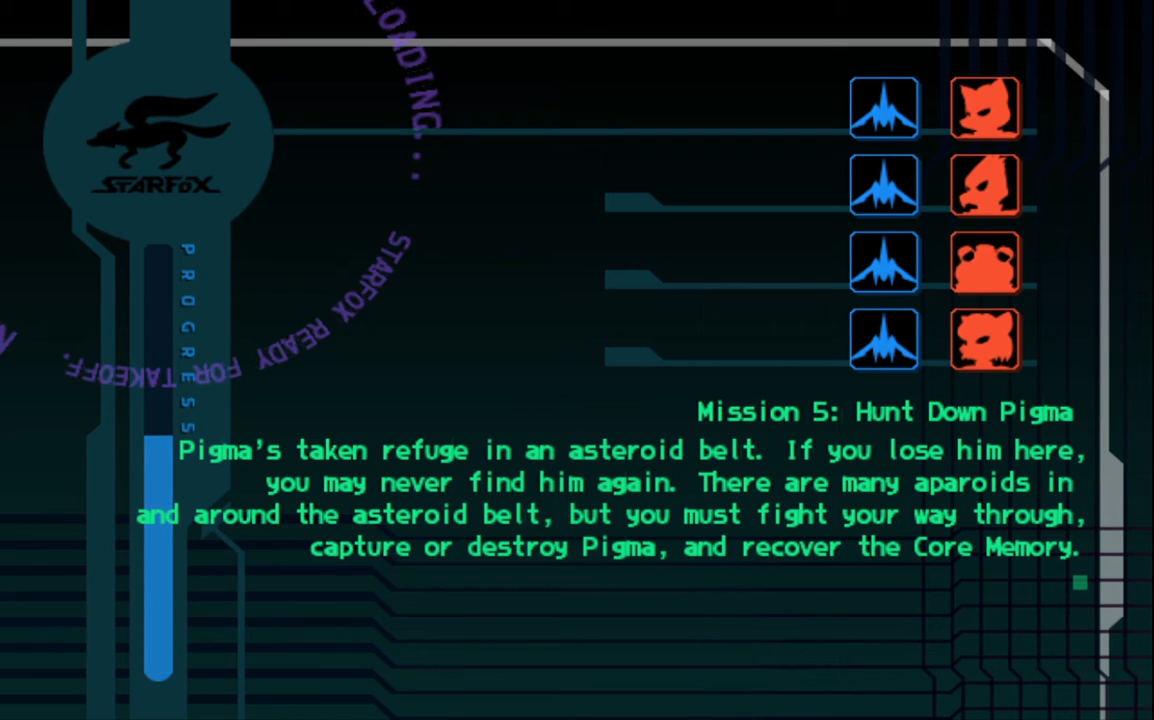 LOADING...
STARFOX
PROGRESS
STARFOX READY FOR TAKEOFF.
Mission 5: Hunt Down Pigma
Pigma's taken refuge in an asteroid belt. If you lose him here,
you may never find him again. There are many aparoids in
and around the asteroid belt, but you must fight your way through,
capture or destroy Pigma, and recover the Core Memory.